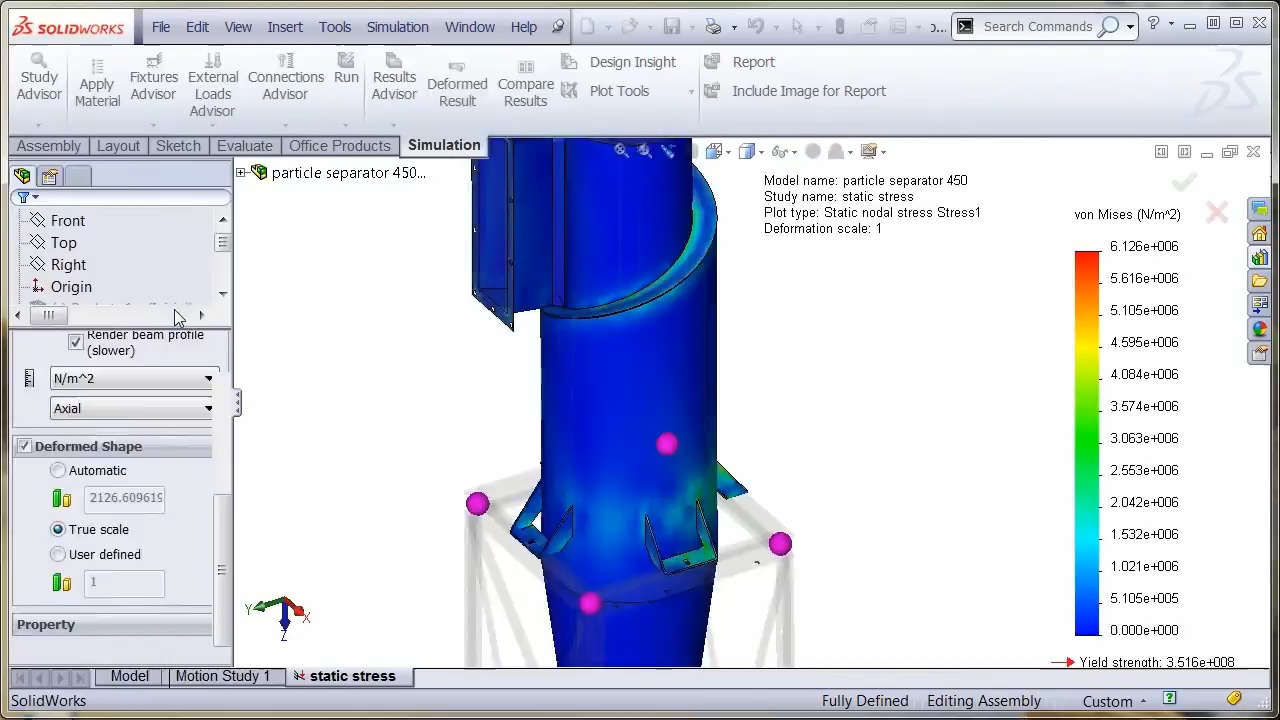 SOLIDWORKS File Edit View Insert Tools Simulation Window Help o... Search Commands ?
Study Advisor
Apply Material
Fixtures Advisor
External Loads Advisor
Connections Advisor
Run
Results Advisor
Deformed Result
Compare Results
Design Insight
Plot Tools
Report
Include Image for Report
Assembly Layout Sketch Evaluate Office Products Simulation
particle separator 450...
Front
Top
Right
Origin
Render beam profile
(slower)
N/m^2
Axial
Deformed Shape
Automatic
2126.609619
True scale
User defined
1
Property
Model name: particle separator 450
Study name: static stress
Plot type: Static nodal stress Stress1
Deformation scale: 1
von Mises (N/m^2)
6.126e+006
5.616e+006
5.105e+006
4.595e+006
4.084e+006
3.574e+006
3.063e+006
2.553e+006
2.042e+006
1.532e+006
1.021e+006
5.105e+005
0.000e+000
Yield strength: 3.516e+008
Y X
Z
Model Motion Study 1 static stress
SolidWorks Fully Defined Editing Assembly Custom ?